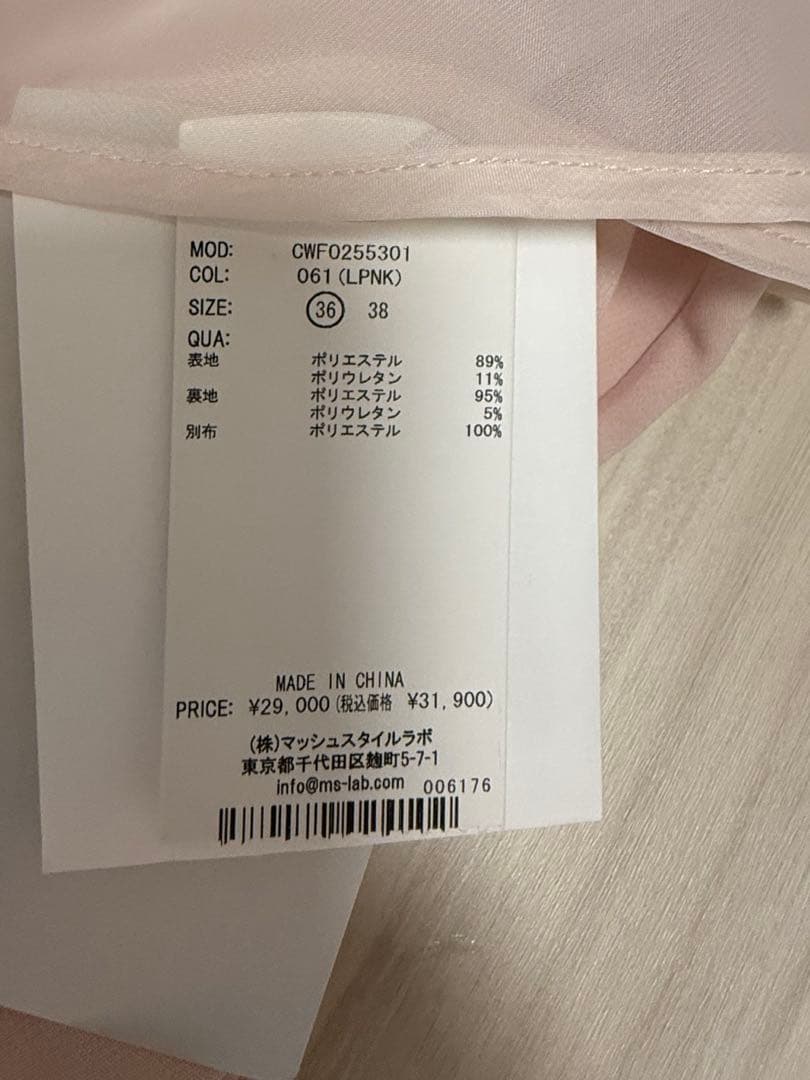 MOD: CWF0255301
COL: 061(LPNK)
SIZE: 36 38
QUA:
表地 ポリエステル 89%
ポリウレタン 11%
裏地 ポリエステル 95%
ポリウレタン 5%
別布 ポリエステル 100%
MADE IN CHINA
PRICE: ¥29,000(税込価格 ¥31,900)
(株)マッシュスタイルラボ
東京都千代田区麹町5-7-1
info@ms-lab.com 006176